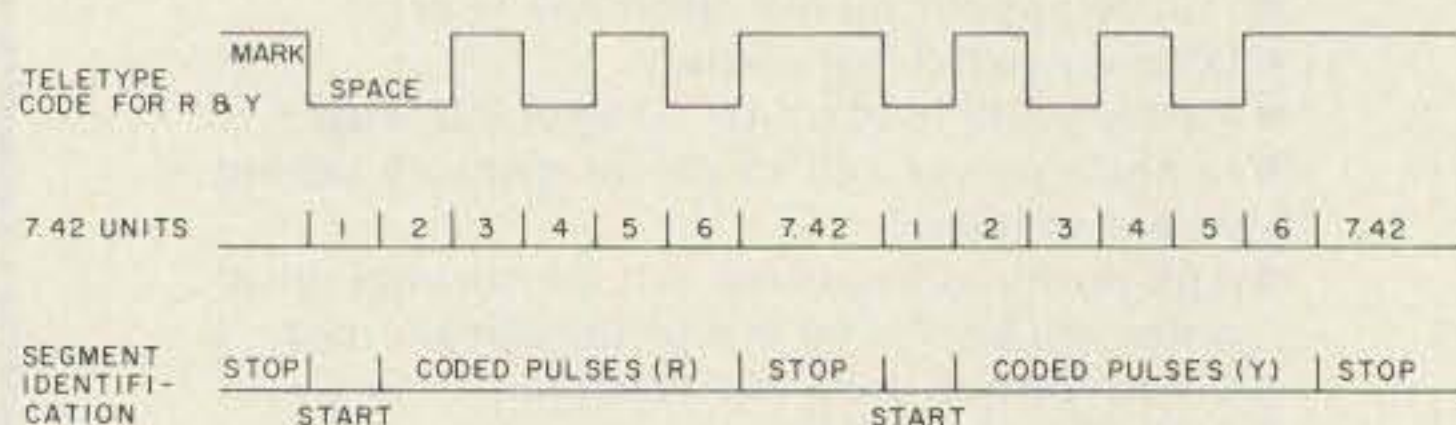 MARK
SPACE
TELETYPE
CODE FOR R & Y
7.42 UNITS
1 2 3 4 5 6 7.42 1 2 3 4 5 6 7.42
SEGMENT
IDENTIFI-
CATION
STOP CODED PULSES (R) STOP CODED PULSES (Y) STOP
START START